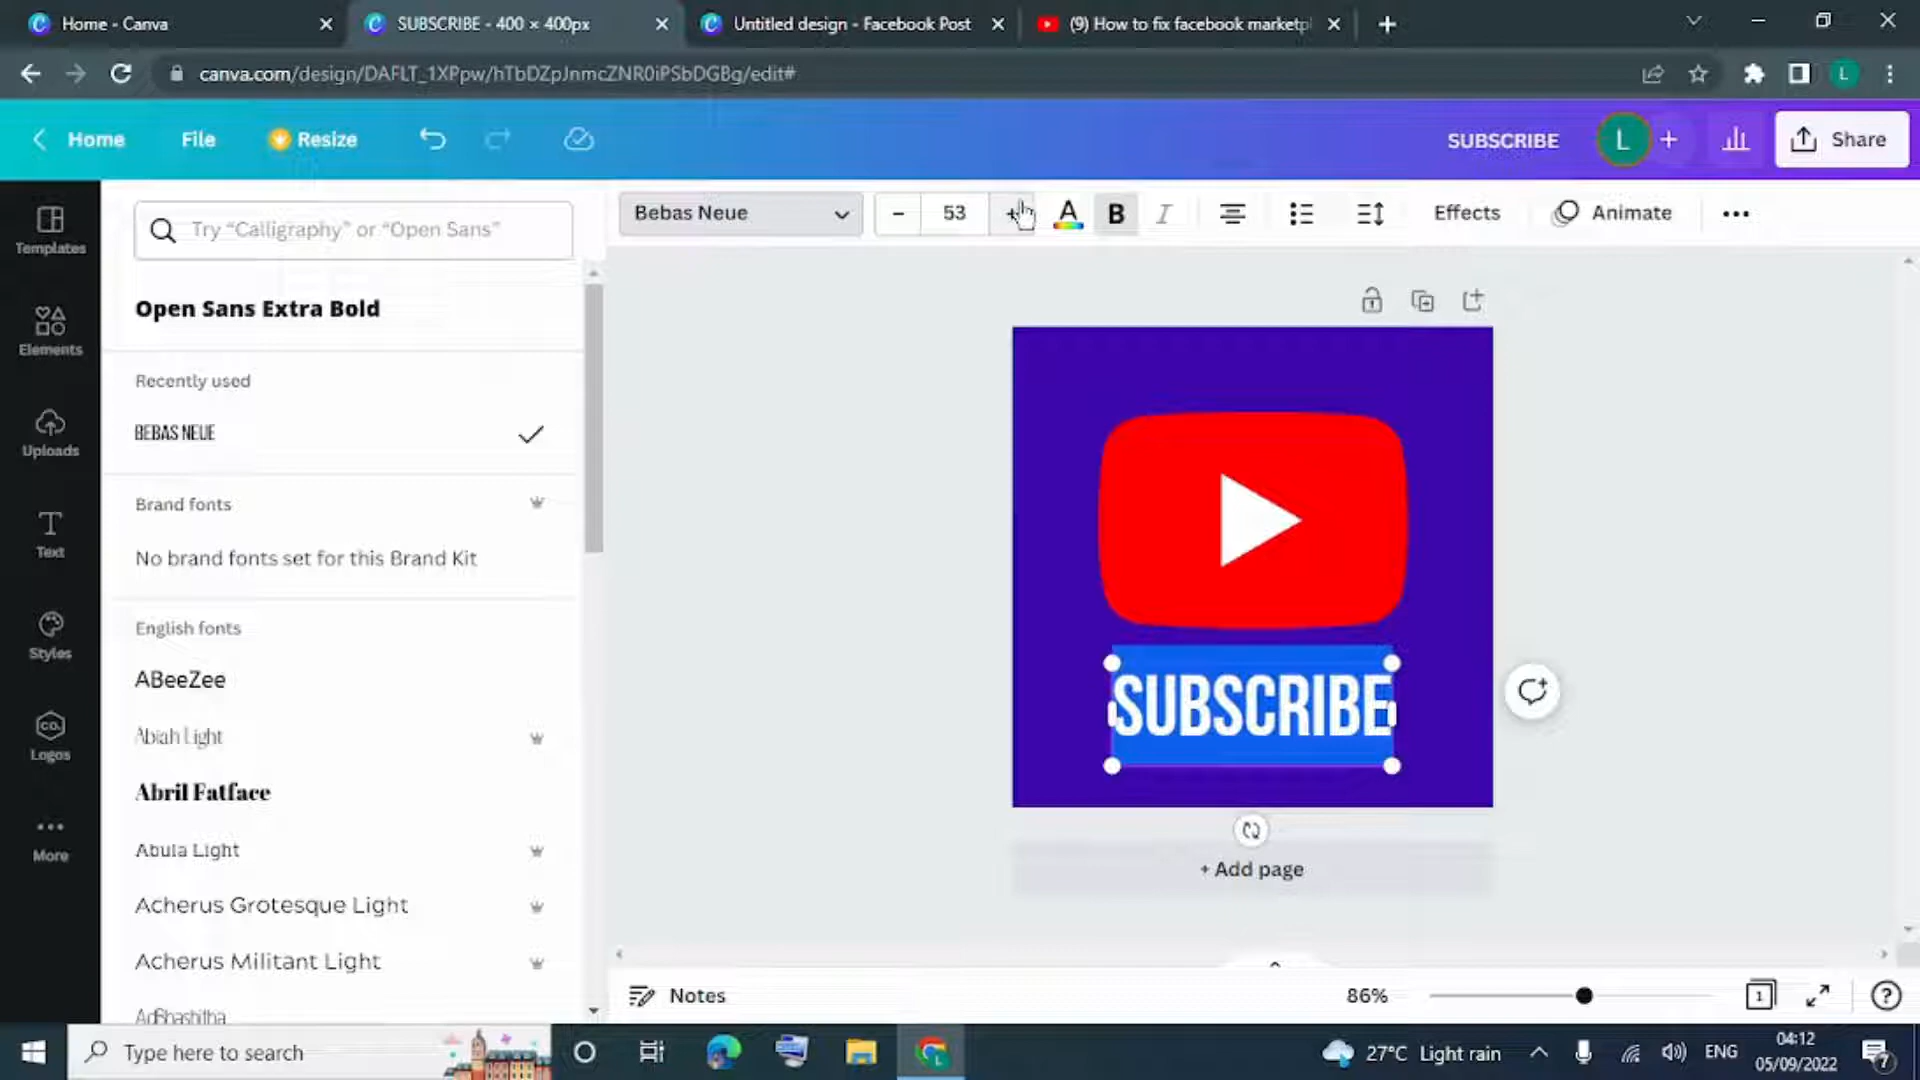 Home - Canva
SUBSCRIBE - 400 × 400px
Untitled design - Facebook Post
(9) How to fix facebook marketpl
canva.com/design/DAFLT_1XPpw/hTbDZpJnmcZNR0iPSbDGBg/edit#
L
Home
File
Resize
SUBSCRIBE
L
Share
Templates
Elements
Uploads
Text
Styles
CO.
Logos
More
Try “Calligraphy” or “Open Sans”
Open Sans Extra Bold
Recently used
BEBAS NEUE
Brand fonts
No brand fonts set for this Brand Kit
English fonts
ABeeZee
Abiah Light
Abril Fatface
Abula Light
Acherus Grotesque Light
Acherus Militant Light
AdBhashitha
Bebas Neue
- 53 +
A
B
I
Effects
Animate
SUBSCRIBE
+ Add page
Notes
86%
1
Type here to search
27°C Light rain
ENG
04:12
05/09/2022
7